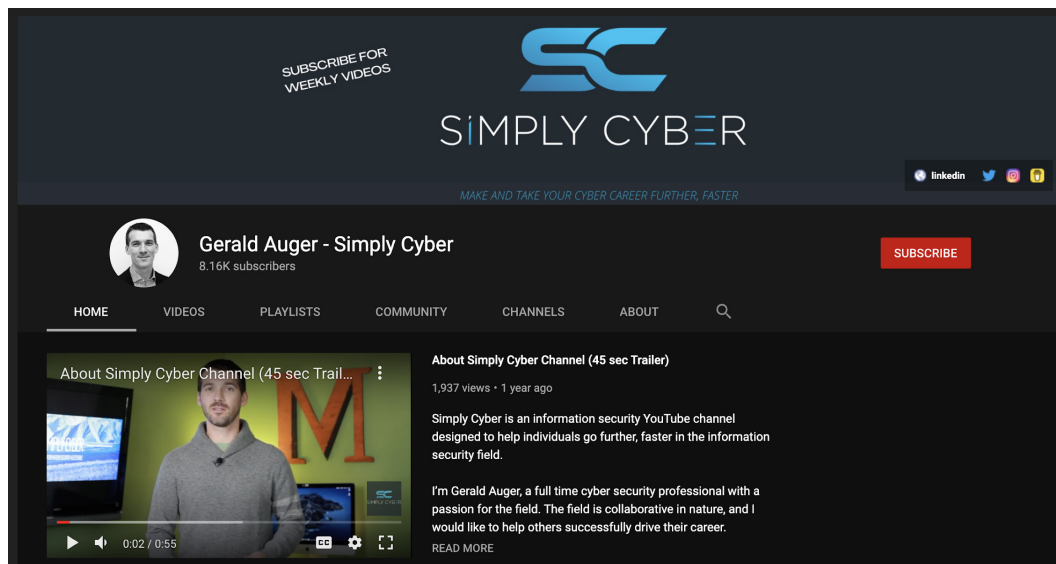 SUBSCRIBE FOR
WEEKLY VIDEOS
SC
SIMPLY CYBER
linkedin
MAKE AND TAKE YOUR CYBER CAREER FURTHER, FASTER
Gerald Auger - Simply Cyber
8.16K subscribers
SUBSCRIBE
HOME VIDEOS PLAYLISTS COMMUNITY CHANNELS ABOUT
About Simply Cyber Channel (45 sec Trail...
M
SC
SIMPLY CYBER
0:02 / 0:55
CC
About Simply Cyber Channel (45 sec Trailer)
1,937 views • 1 year ago
Simply Cyber is an information security YouTube channel
designed to help individuals go further, faster in the information
security field.
I'm Gerald Auger, a full time cyber security professional with a
passion for the field. The field is collaborative in nature, and I
would like to help others successfully drive their career.
READ MORE